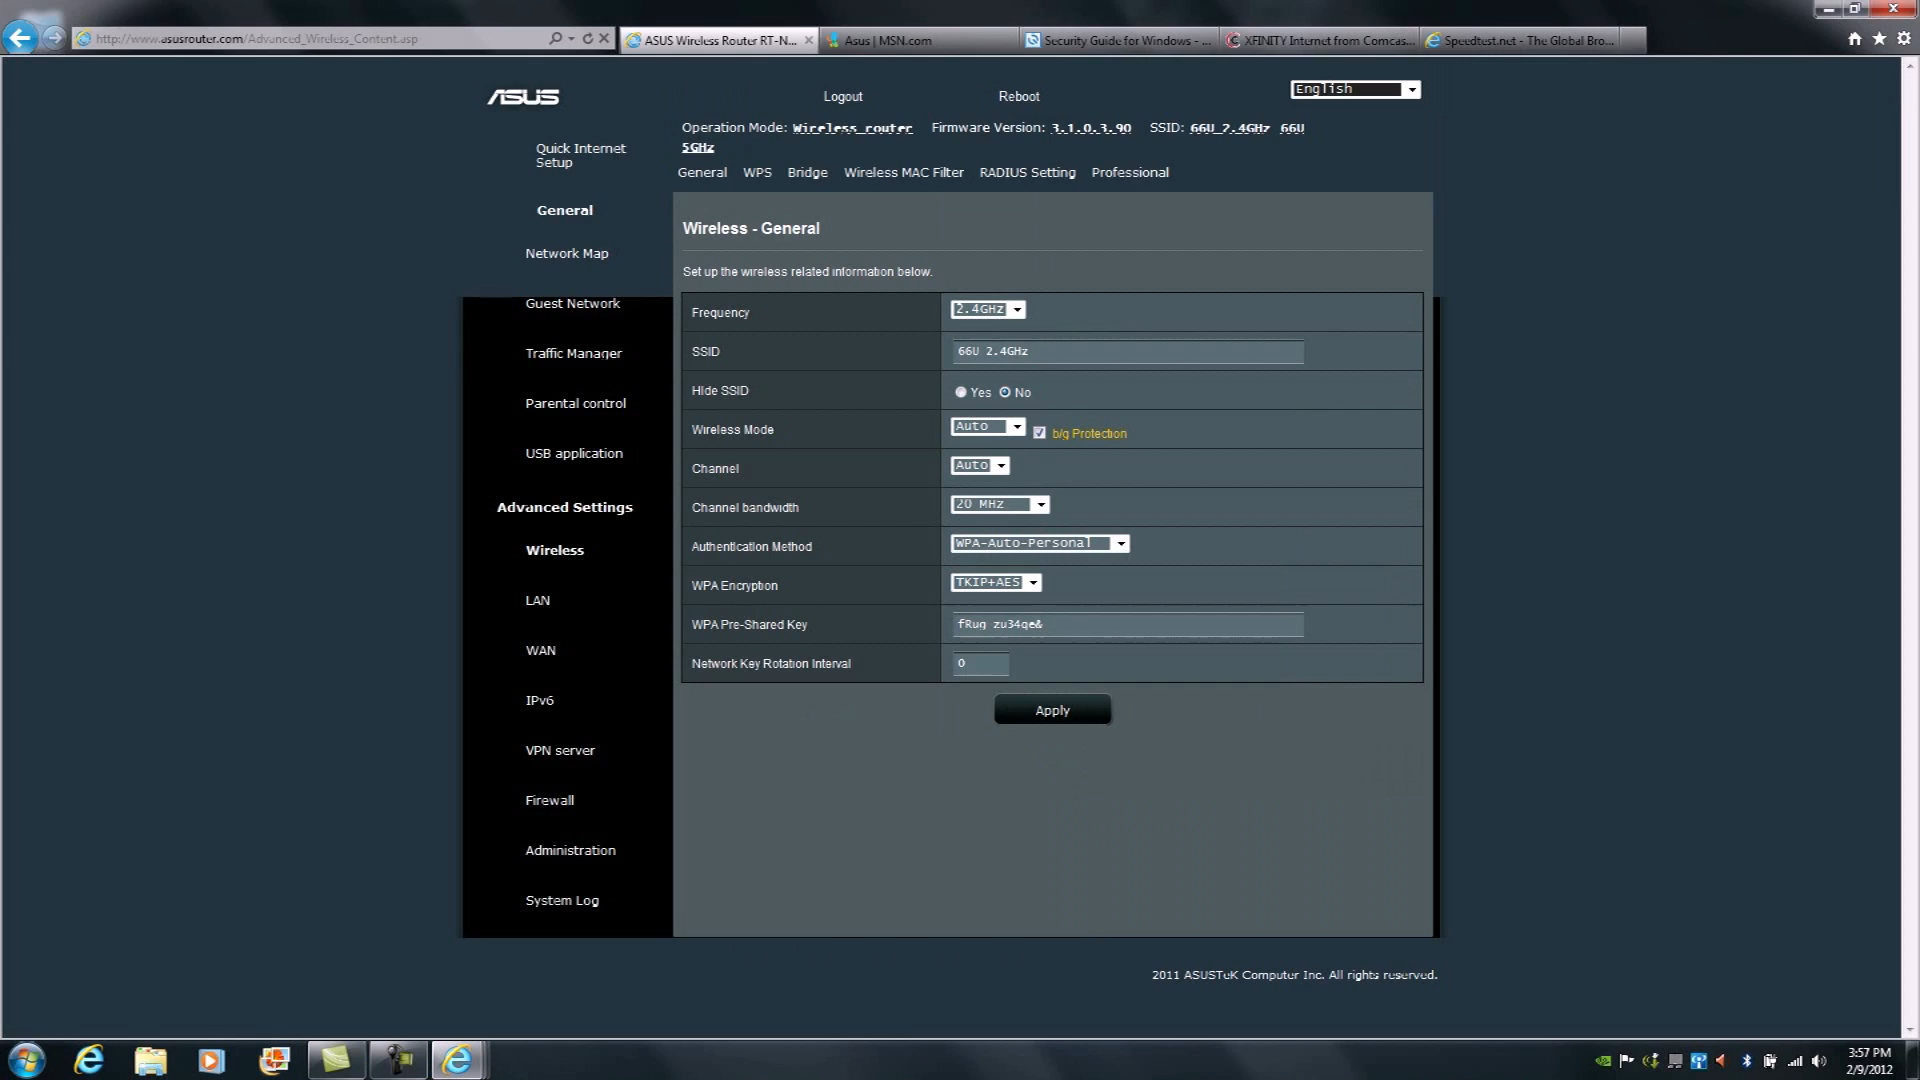 http://www.asusrouter.com/Advanced_Wireless_Content.asp
ASUS Wireless Router RT-N...
Asus | MSN.com
Security Guide for Windows - ...
XFINITY Internet from Comcas...
Speedtest.net - The Global Bro...
ASUS
Logout
Reboot
English
Operation Mode: Wireless router Firmware Version: 3.1.0.3.90 SSID: 66U 2.4GHz 66U
5GHz
Quick Internet
Setup
General WPS Bridge Wireless MAC Filter RADIUS Setting Professional
General
Network Map
Guest Network
Traffic Manager
Parental control
USB application
Advanced Settings
Wireless
LAN
WAN
IPv6
VPN server
Firewall
Administration
System Log
Wireless - General
Set up the wireless related information below.
Frequency 2.4GHz
SSID 66U 2.4GHz
Hide SSID Yes No
Wireless Mode Auto b/g Protection
Channel Auto
Channel bandwidth 20 MHz
Authentication Method WPA-Auto-Personal
WPA Encryption TKIP+AES
WPA Pre-Shared Key fRug zu34qe&
Network Key Rotation Interval 0
Apply
2011 ASUSTeK Computer Inc. All rights reserved.
3:57 PM
2/9/2012